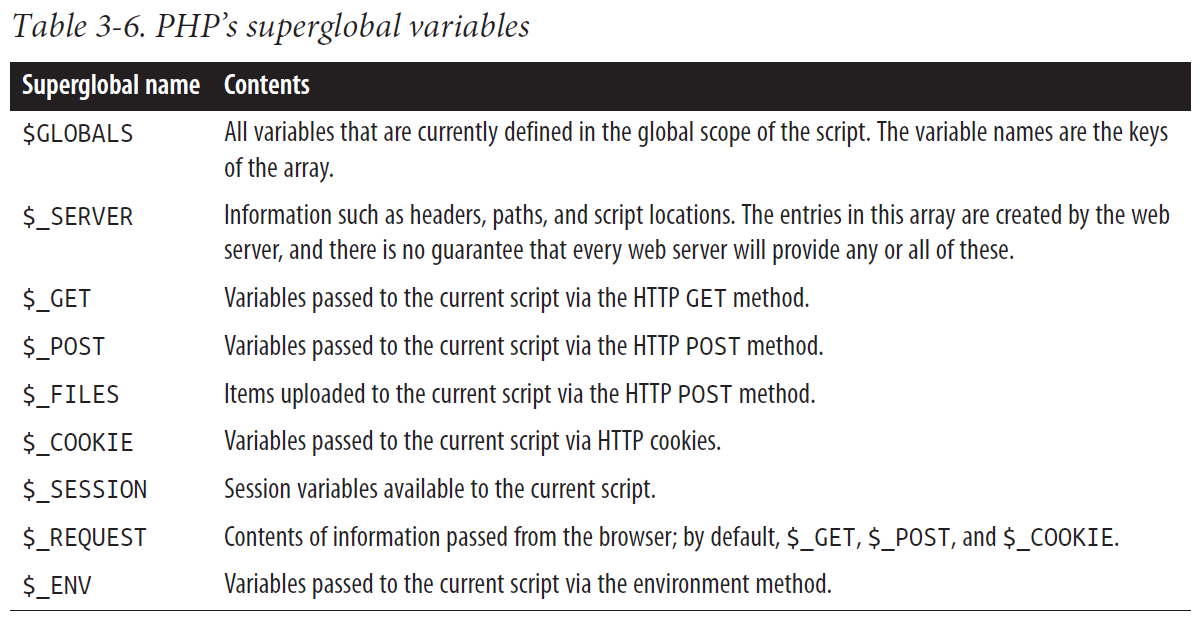 Table 3-6. PHP’s superglobal variables
Superglobal name Contents
$GLOBALS All variables that are currently defined in the global scope of the script. The variable names are the keys
of the array.
$_SERVER Information such as headers, paths, and script locations. The entries in this array are created by the web
server, and there is no guarantee that every web server will provide any or all of these.
$_GET Variables passed to the current script via the HTTP GET method.
$_POST Variables passed to the current script via the HTTP POST method.
$_FILES Items uploaded to the current script via the HTTP POST method.
$_COOKIE Variables passed to the current script via HTTP cookies.
$_SESSION Session variables available to the current script.
$_REQUEST Contents of information passed from the browser; by default, $_GET, $_POST, and $_COOKIE.
$_ENV Variables passed to the current script via the environment method.